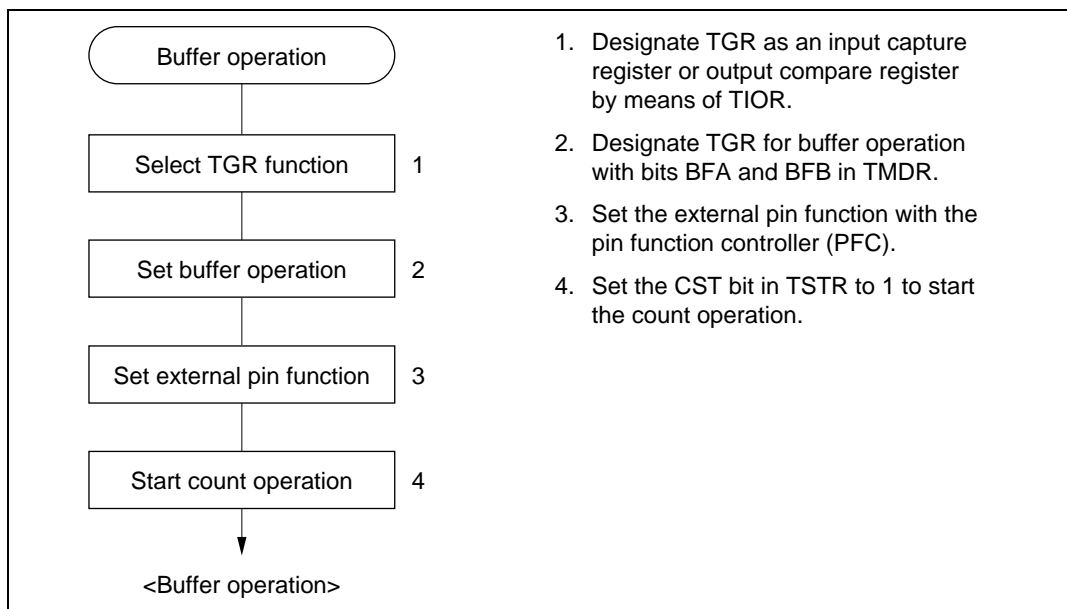 Buffer operation
Select TGR function 1
Set buffer operation 2
Set external pin function 3
Start count operation 4
<Buffer operation>
1. Designate TGR as an input capture
register or output compare register
by means of TIOR.
2. Designate TGR for buffer operation
with bits BFA and BFB in TMDR.
3. Set the external pin function with the
pin function controller (PFC).
4. Set the CST bit in TSTR to 1 to start
the count operation.